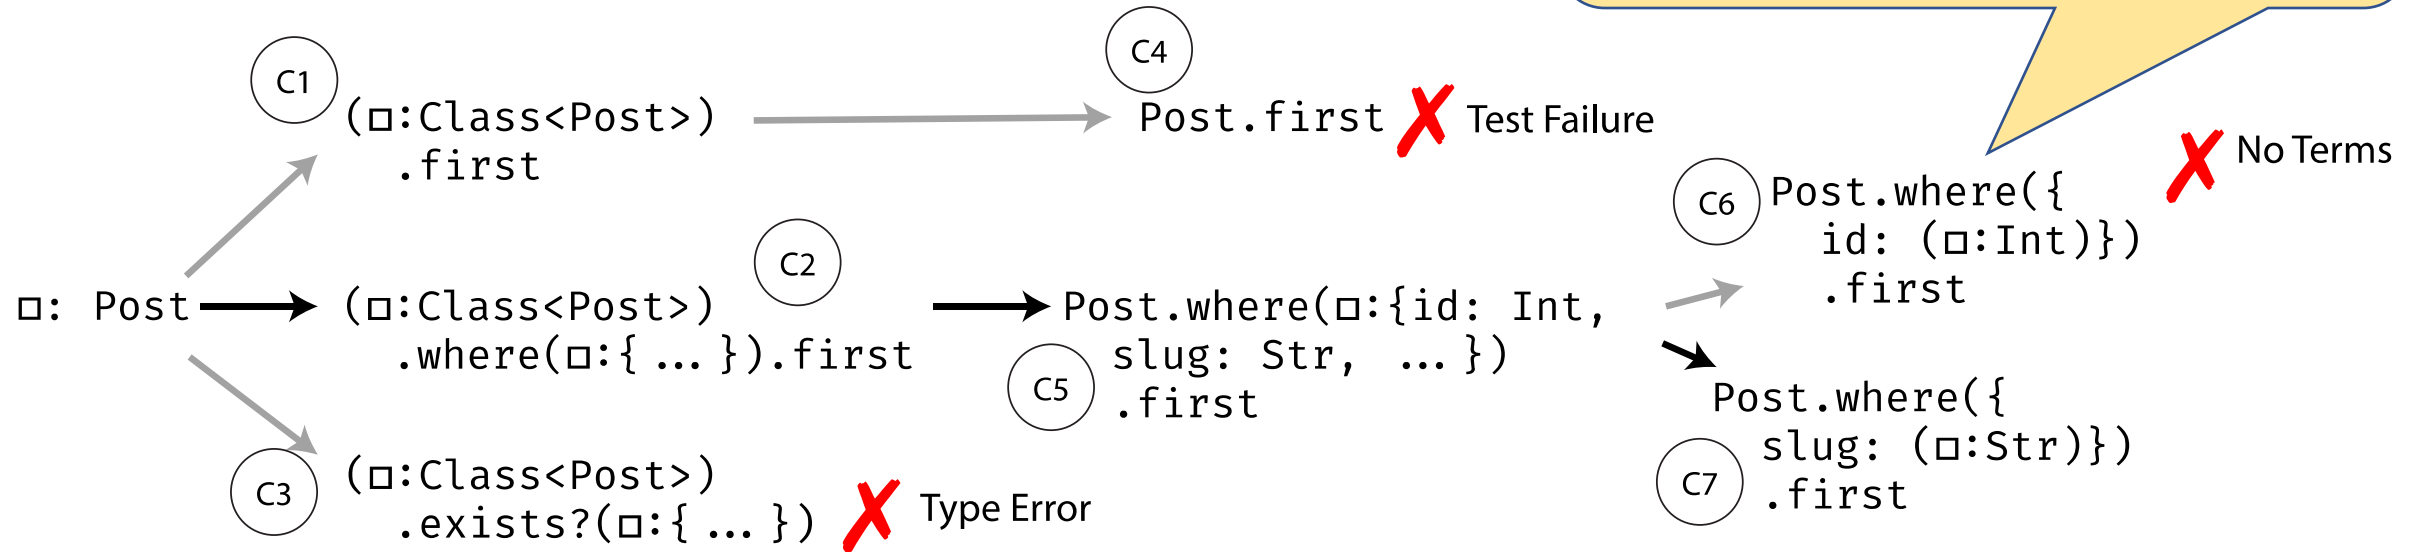 □: Post
C1
(□:Class<Post>)
.first
C2
(□:Class<Post>)
.where(□:{ … }).first
C3
(□:Class<Post>)
.exists?(□:{ … })
✗ Type Error
C4
Post.first ✗ Test Failure
C5
Post.where(□:{id: Int,
slug: Str, … })
.first
C6
Post.where({
id: (□:Int)})
.first
✗ No Terms
C7
Post.where({
slug: (□:Str)})
.first